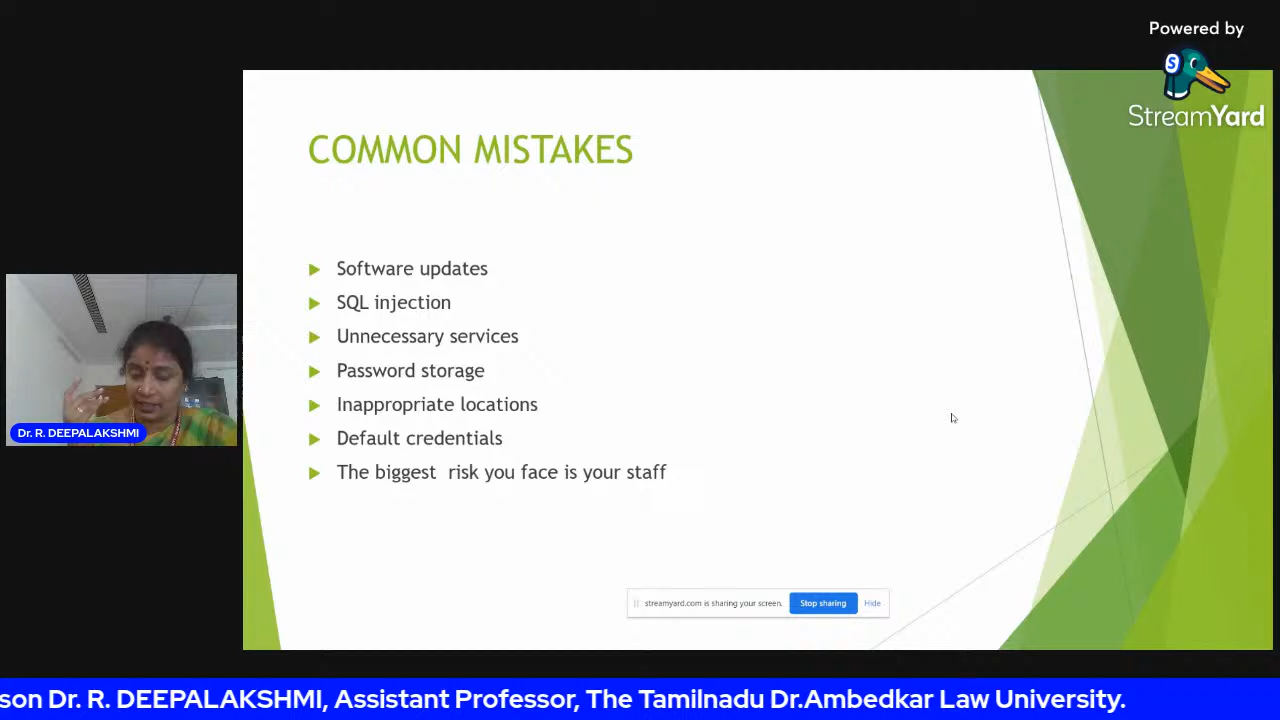 Powered by
StreamYard
COMMON MISTAKES
Software updates
SQL injection
Unnecessary services
Password storage
Inappropriate locations
Default credentials
The biggest  risk you face is your staff
Dr. R. DEEPALAKSHMI
streamyard.com is sharing your screen.
Stop sharing
Hide
son Dr. R. DEEPALAKSHMI, Assistant Professor, The Tamilnadu Dr.Ambedkar Law University.